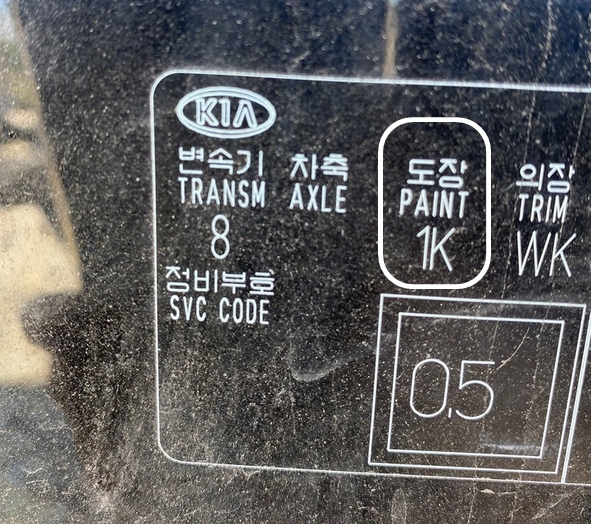 KIA
변속기 차축 도장 의장
TRANSM AXLE PAINT TRIM
8 1K WK
정비부호
SVC CODE
0.5